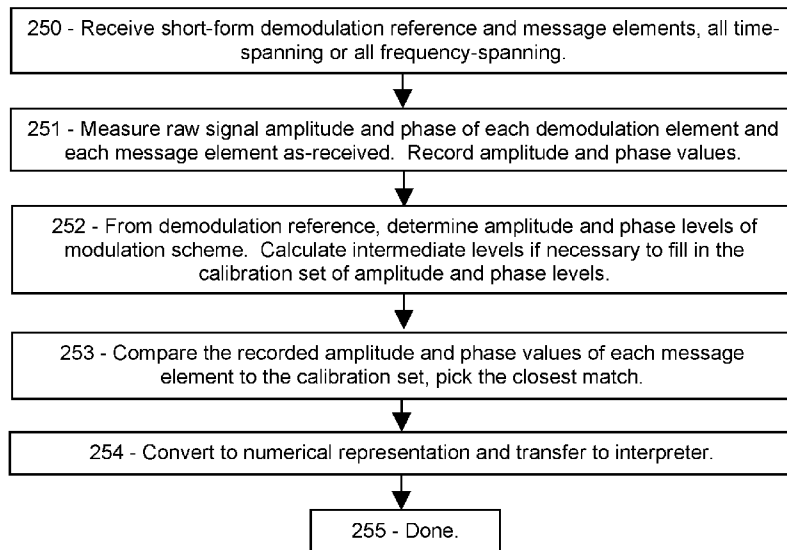 250 - Receive short-form demodulation reference and message elements, all time-
spanning or all frequency-spanning.
251 - Measure raw signal amplitude and phase of each demodulation element and
each message element as-received.  Record amplitude and phase values.
252 - From demodulation reference, determine amplitude and phase levels of
modulation scheme.  Calculate intermediate levels if necessary to fill in the
calibration set of amplitude and phase levels.
253 - Compare the recorded amplitude and phase values of each message
element to the calibration set, pick the closest match.
254 - Convert to numerical representation and transfer to interpreter.
255 - Done.